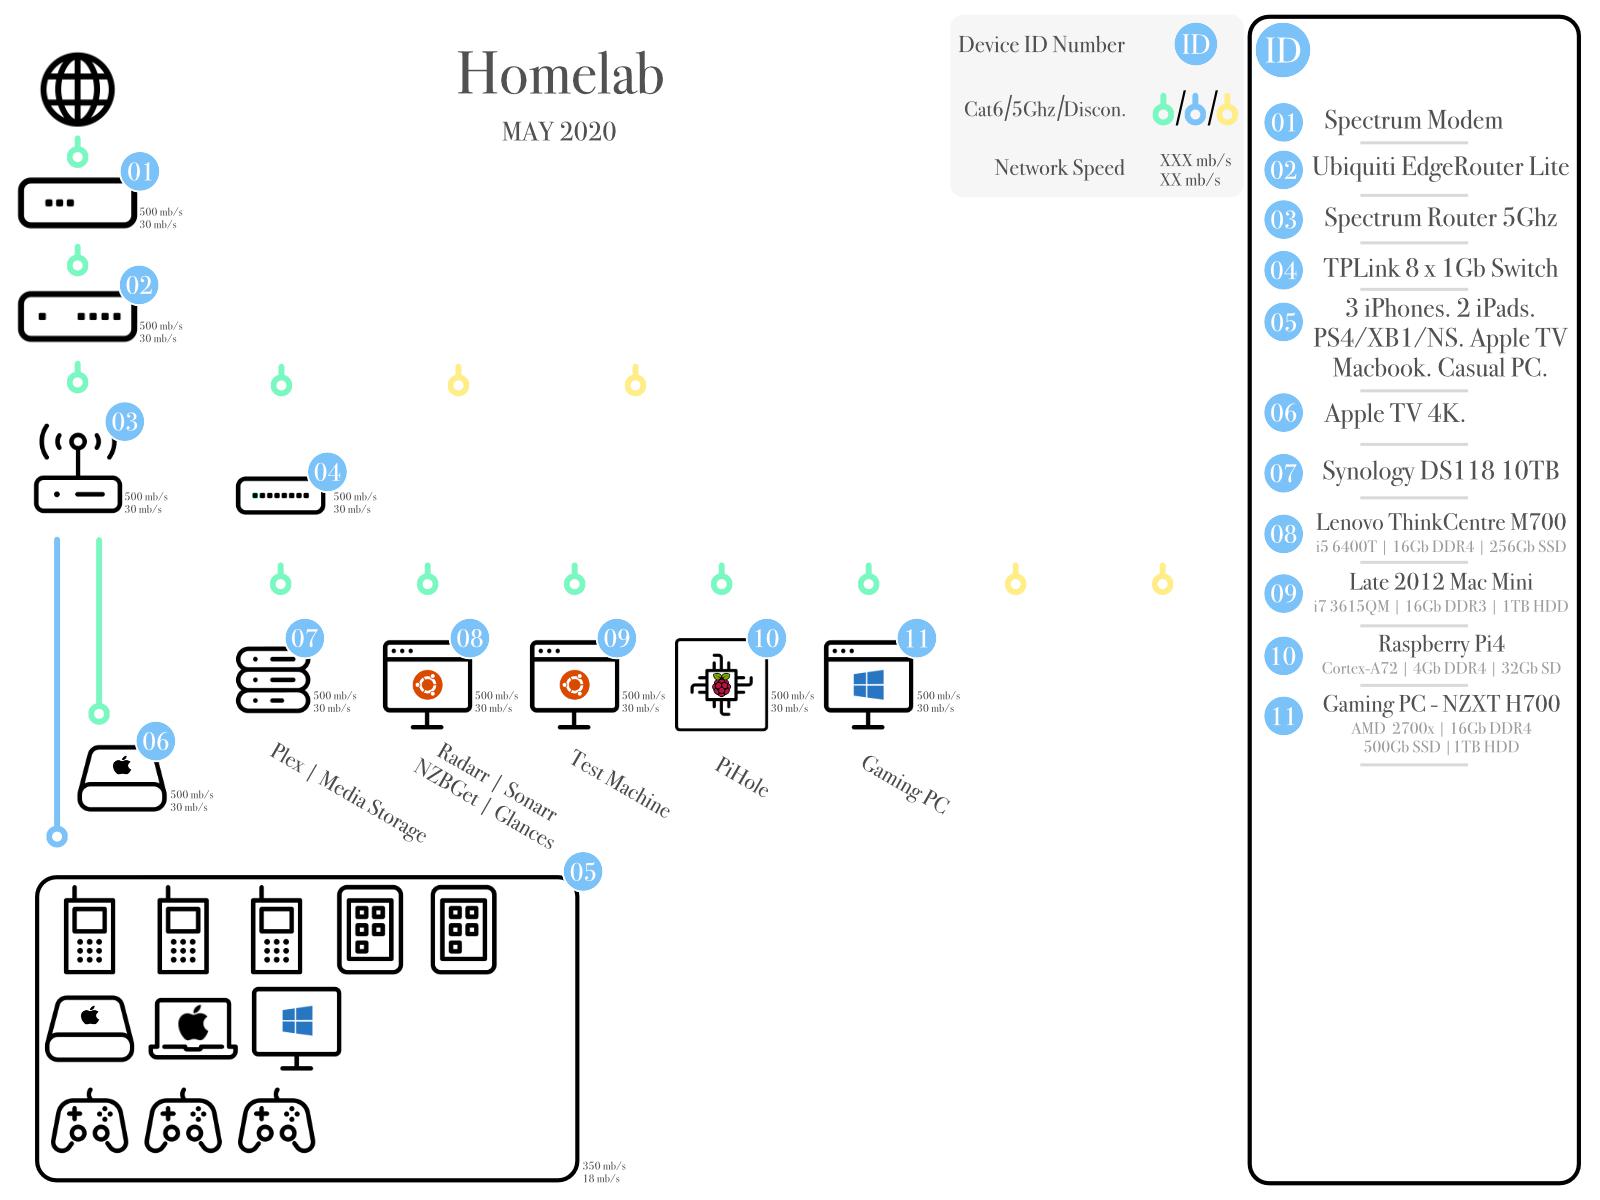 Homelab
MAY 2020
Device ID Number
ID
Cat6/5Ghz/Discon.
/ /
Network Speed
XXX mb/s
XX mb/s
01
500 mb/s
30 mb/s
02
500 mb/s
30 mb/s
03
500 mb/s
30 mb/s
04
500 mb/s
30 mb/s
06
500 mb/s
30 mb/s
07
500 mb/s
30 mb/s
Plex | Media Storage
08
500 mb/s
30 mb/s
Radarr | Sonarr
NZBGet | Glances
09
500 mb/s
30 mb/s
Test Machine
10
500 mb/s
30 mb/s
PiHole
11
500 mb/s
30 mb/s
Gaming PC
05
350 mb/s
18 mb/s
ID
01 Spectrum Modem
02 Ubiquiti EdgeRouter Lite
03 Spectrum Router 5Ghz
04 TPLink 8 x 1Gb Switch
05
3 iPhones. 2 iPads.
PS4/XB1/NS. Apple TV
Macbook. Casual PC.
06 Apple TV 4K.
07 Synology DS118 10TB
08
Lenovo ThinkCentre M700
i5 6400T | 16Gb DDR4 | 256Gb SSD
09
Late 2012 Mac Mini
i7 3615QM | 16Gb DDR3 | 1TB HDD
10
Raspberry Pi4
Cortex-A72 | 4Gb DDR4 | 32Gb SD
11
Gaming PC - NZXT H700
AMD 2700x | 16Gb DDR4
500Gb SSD |1TB HDD